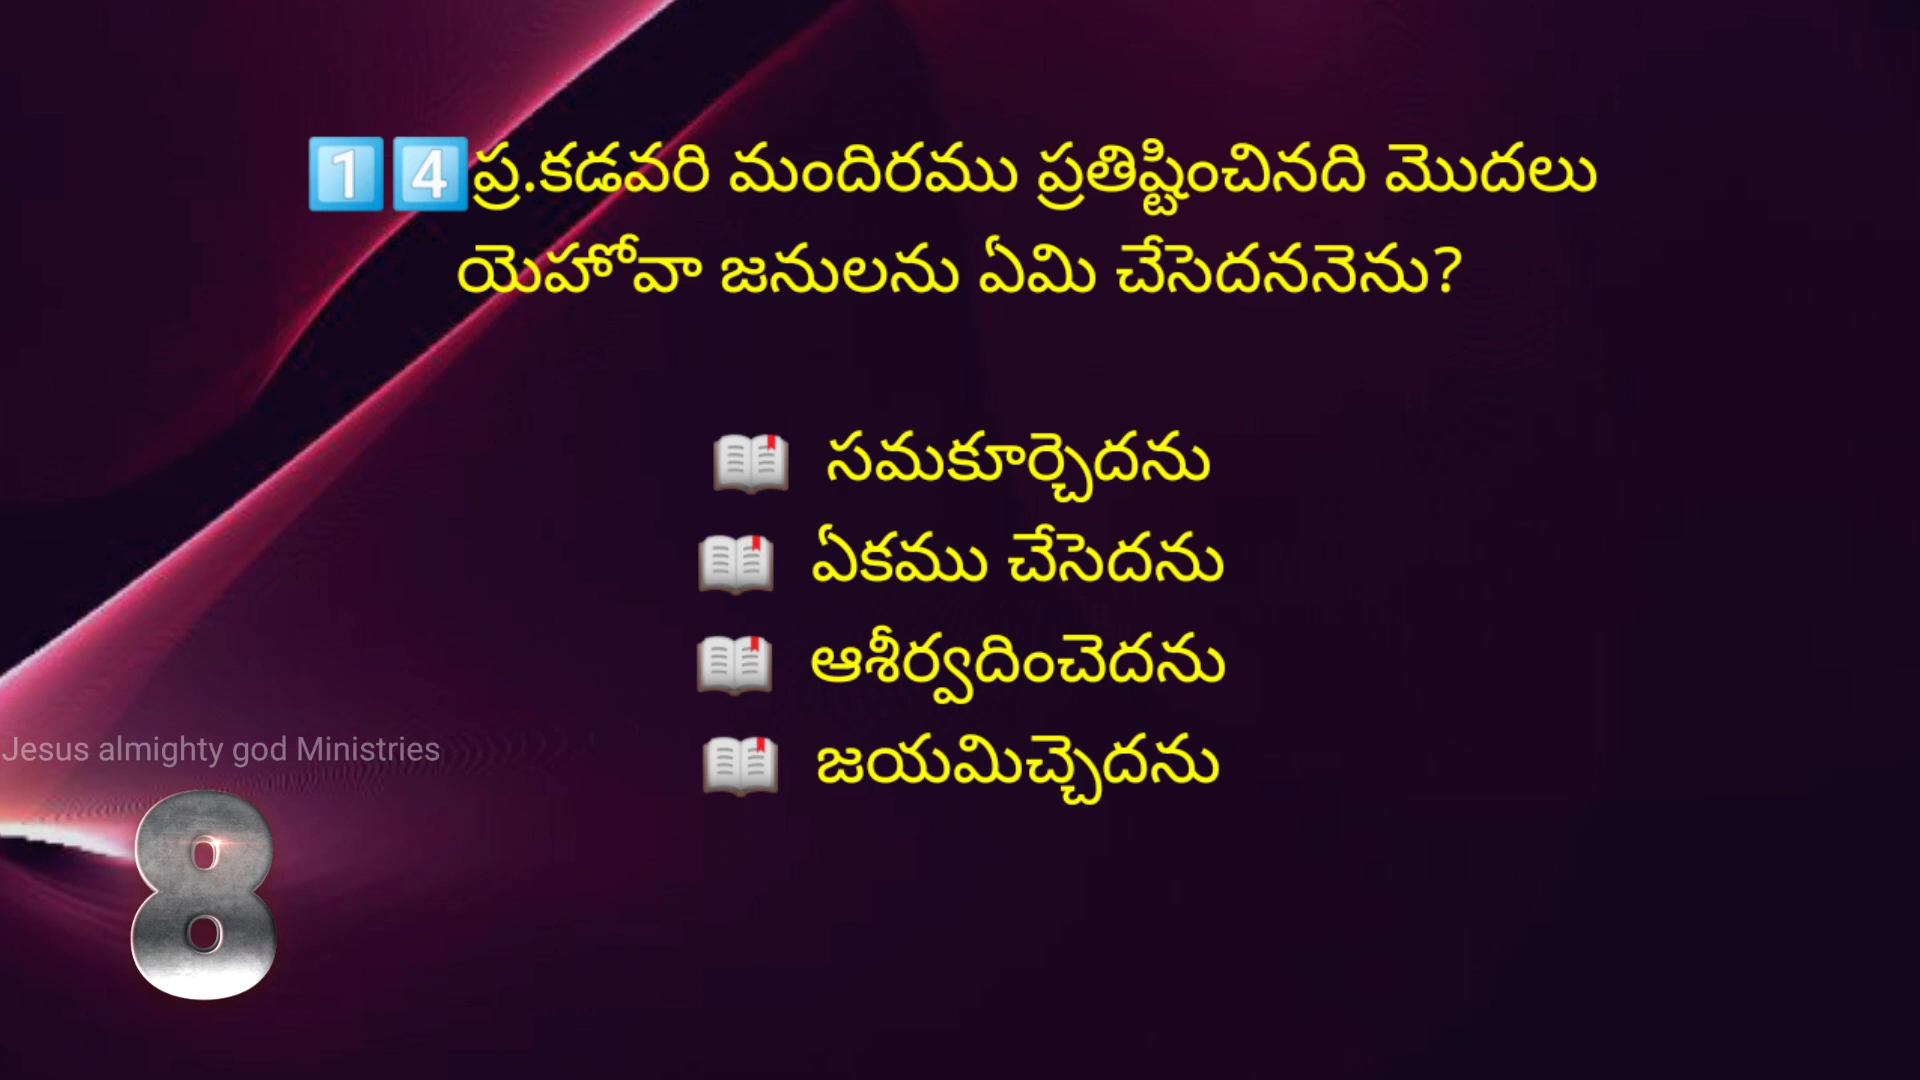 1️⃣4️⃣ప్ర.కడవరి మందిరము ప్రతిష్టించినది మొదలు
యెహోవా జనులను ఏమి చేసెదననెను?
📖 సమకూర్చెదను
📖 ఏకము చేసెదను
📖 ఆశీర్వదించెదను
📖 జయమిచ్చెదను
Jesus almighty god Ministries
8